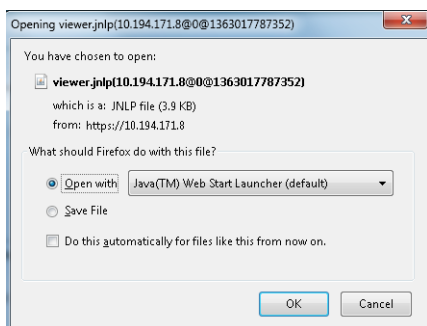 Opening viewer.jnlp(10.194.171.8@0@1363017787352)
You have chosen to open:
viewer.jnlp(10.194.171.8@0@1363017787352)
which is a: JNLP file (3.9 KB)
from: https://10.194.171.8
What should Firefox do with this file?
Open with Java(TM) Web Start Launcher (default)
Save File
Do this automatically for files like this from now on.
OK Cancel